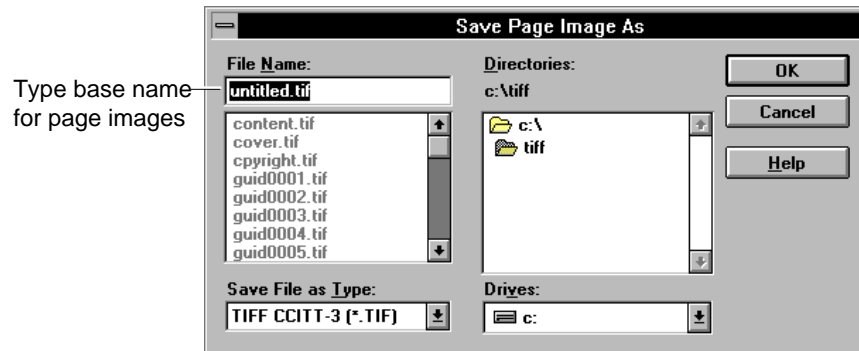 Save Page Image As
Type base name
for page images
File Name:
untitled.tif
content.tif
cover.tif
cpyright.tif
guid0001.tif
guid0002.tif
guid0003.tif
guid0004.tif
guid0005.tif
Save File as Type:
TIFF CCITT-3 (*.TIF)
Directories:
c:\tiff
c:\
tiff
Drives:
c:
OK
Cancel
Help